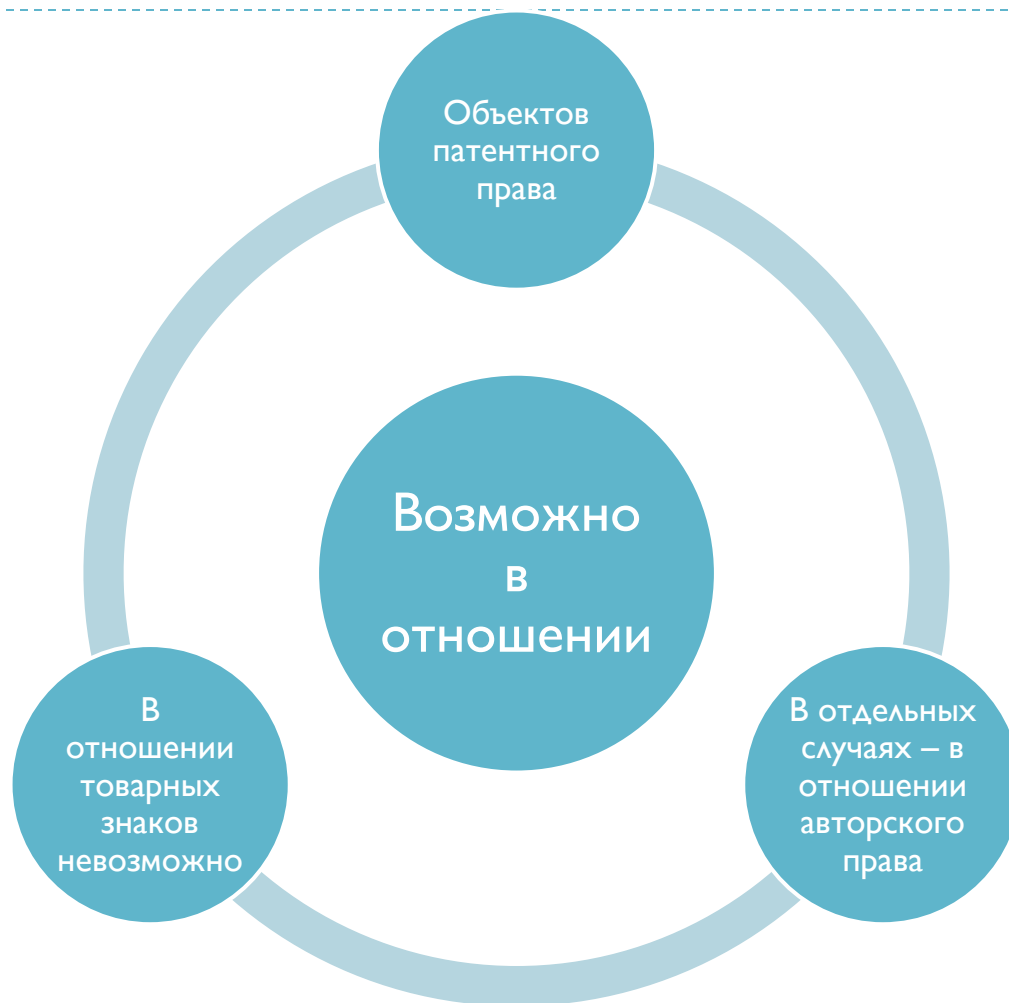 Объектов
патентного
права
Возможно
в
отношении
В
отношении
товарных
знаков
невозможно
В отдельных
случаях – в
отношении
авторского
права